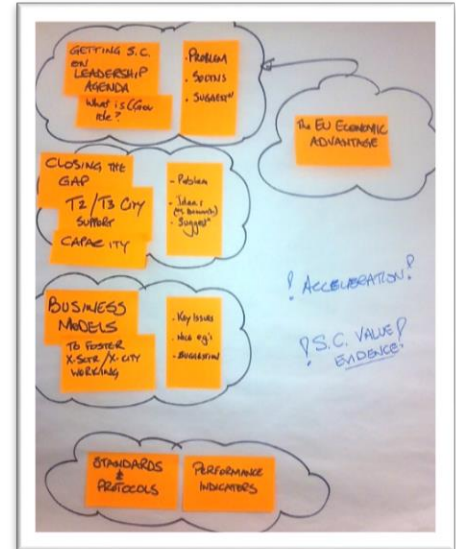 GETTING S.C.
ON
LEADERSHIP
AGENDA
What is
role?
. PROBLEM
.
. SUGGESTn
The EU ECONOMIC
ADVANTAGE
CLOSING THE
GAP
T2/T3 CITY
SUPPORT
CAPACITY
- Problem
- Ideas
- Suggestn
BUSINESS
MODELS
TO FOSTER
X-SCTR/X-CITY
WORKING
. Key Issues
. Nice eg's
. SUGGESTION
! ACCELERATION!
! S.C. VALUE!
EVIDENCE!
STANDARDS
&
PROTOCOLS
PERFORMANCE
INDICATORS